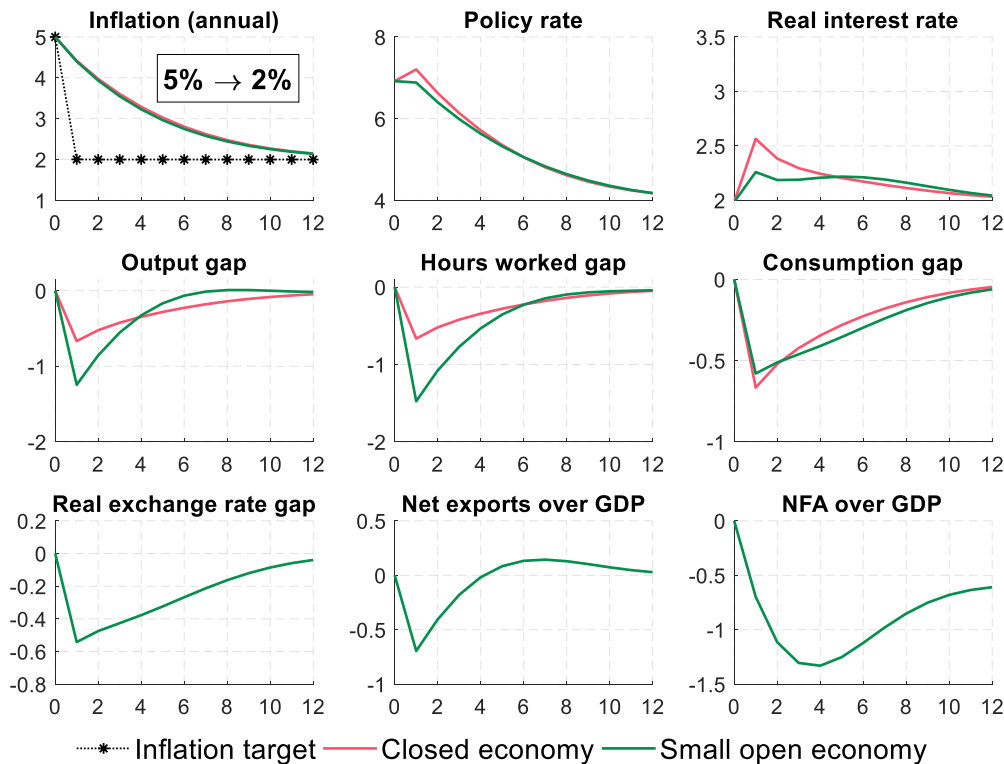 Inflation (annual)
5
4
3
2
1
0 2 4 6 8 10 12
5% → 2%
Policy rate
8
6
4
0 2 4 6 8 10 12
Real interest rate
3.5
3
2.5
2
0 2 4 6 8 10 12
Output gap
0
-1
-2
0 2 4 6 8 10 12
Hours worked gap
0
-1
-2
0 2 4 6 8 10 12
Consumption gap
0
-0.5
-1
0 2 4 6 8 10 12
Real exchange rate gap
0.2
0
-0.2
-0.4
-0.6
-0.8
0 2 4 6 8 10 12
Net exports over GDP
0.5
0
-0.5
-1
0 2 4 6 8 10 12
NFA over GDP
0
-0.5
-1
-1.5
0 2 4 6 8 10 12
Inflation target Closed economy Small open economy